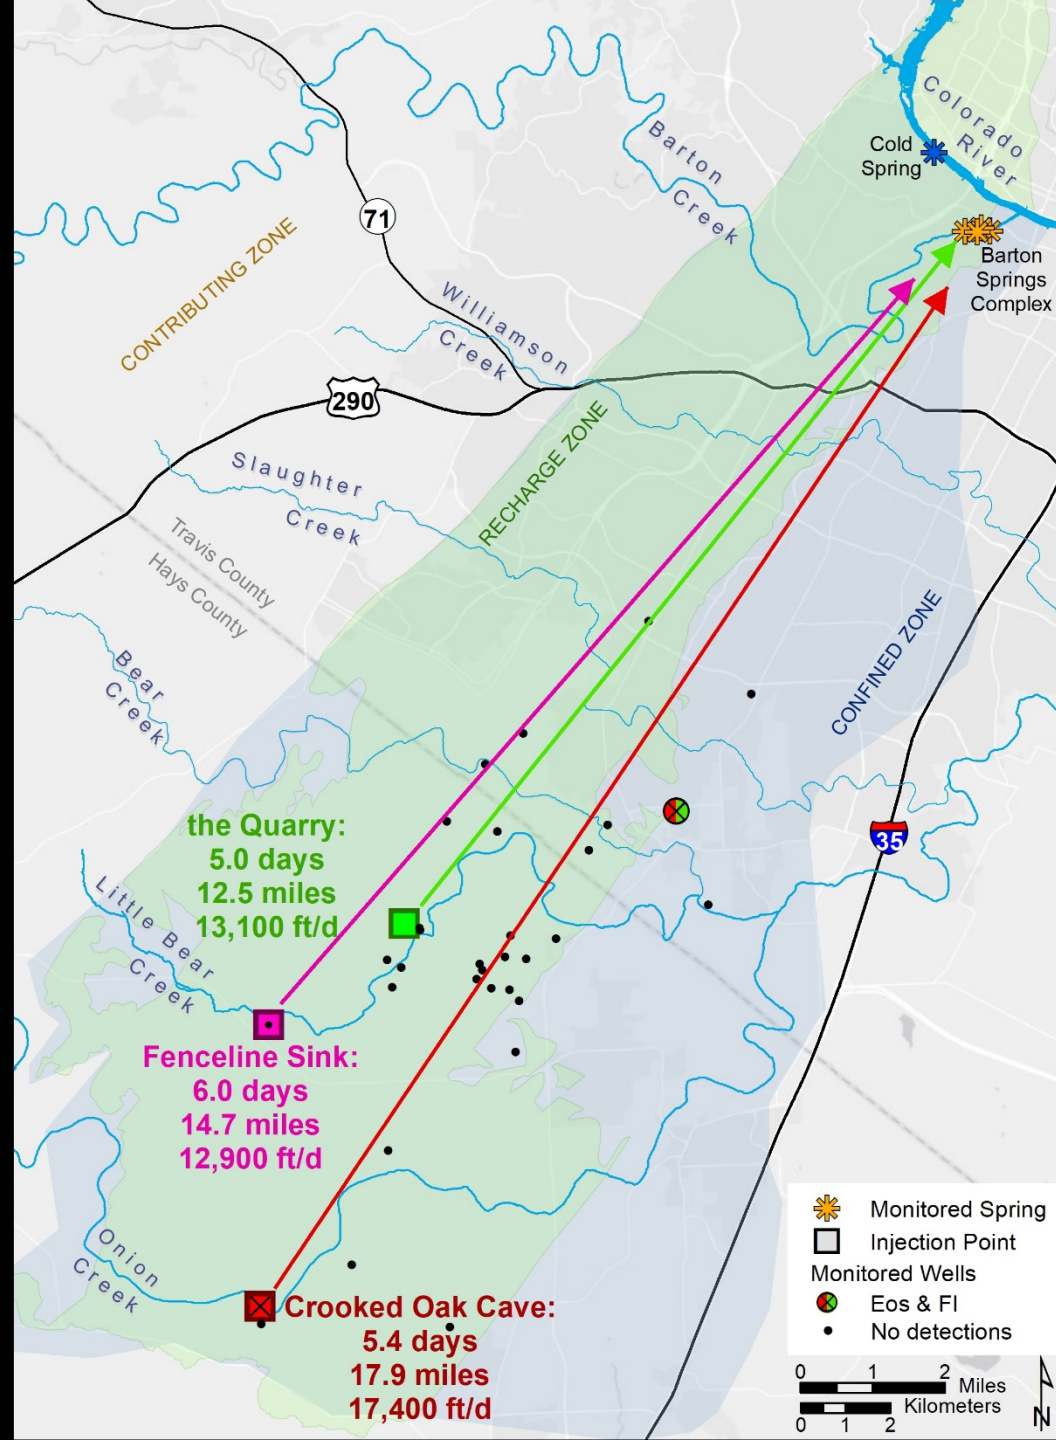 Colorado
River
Cold
Spring
Barton
Creek
71
CONTRIBUTING ZONE
Barton
Springs
Complex
Williamson
Creek
290
RECHARGE ZONE
Slaughter
Creek
Travis County
Hays County
CONFINED ZONE
Bear
Creek
35
the Quarry:
5.0 days
12.5 miles
13,100 ft/d
Little Bear
Creek
Fenceline Sink:
6.0 days
14.7 miles
12,900 ft/d
Onion
Creek
Crooked Oak Cave:
5.4 days
17.9 miles
17,400 ft/d
Monitored Spring
Injection Point
Monitored Wells
Eos & Fl
No detections
0 1 2
Miles
Kilometers
0 1 2
N